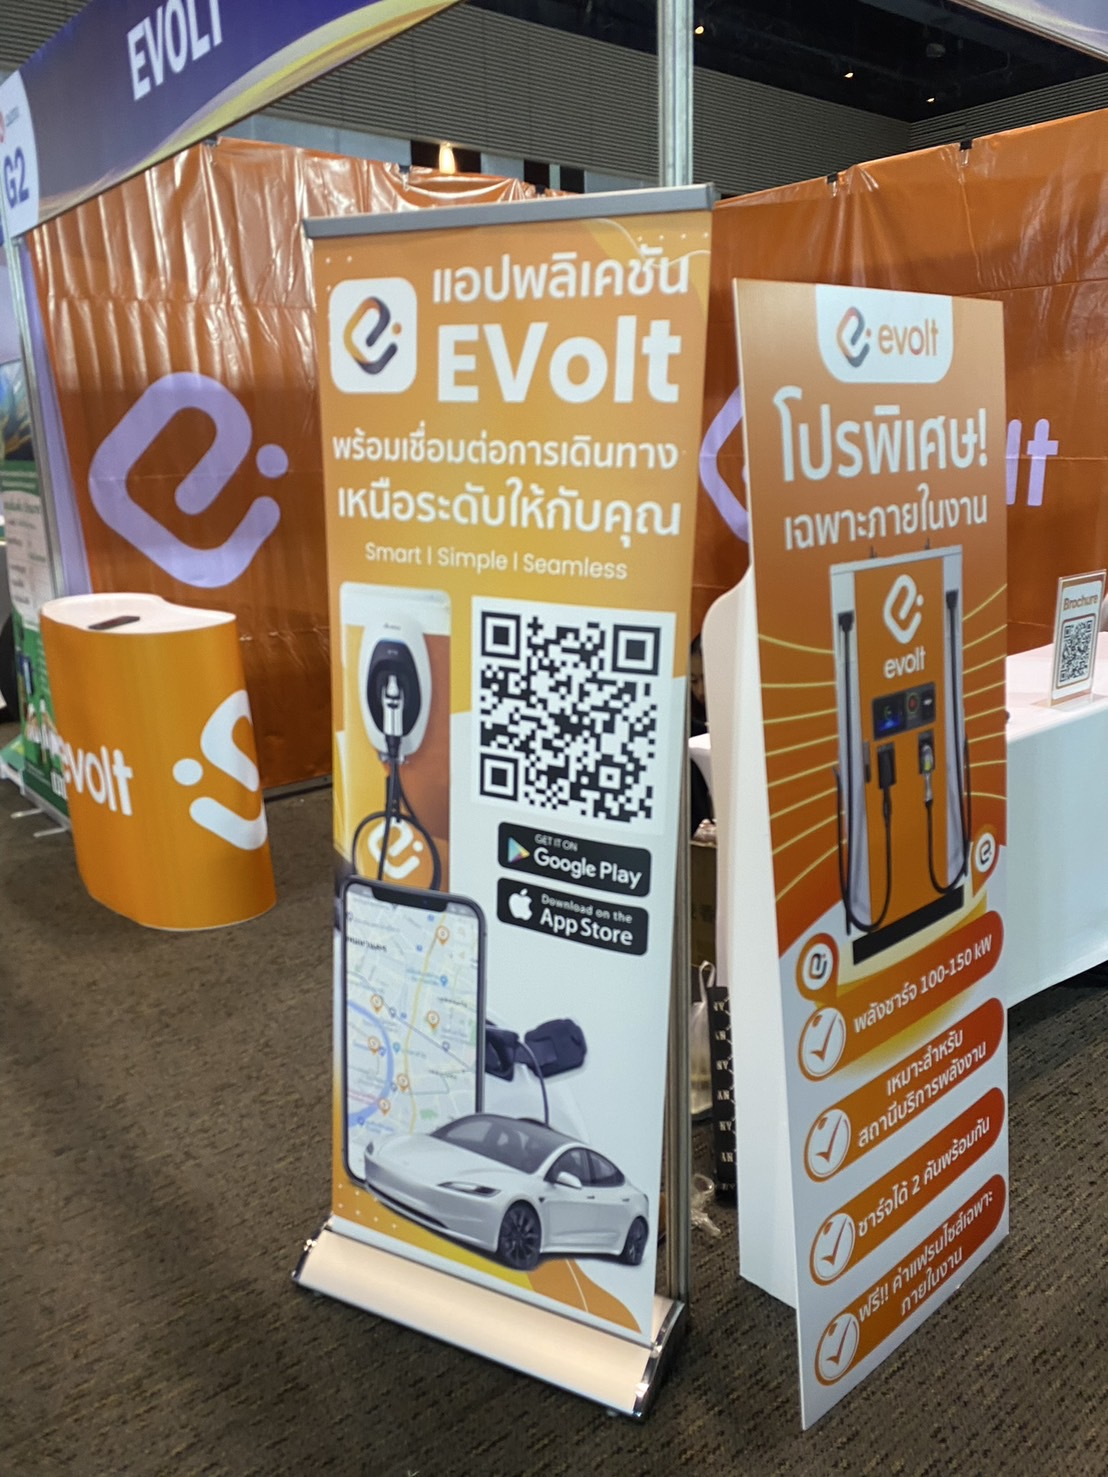 EVOLT
G2
แอปพลิเคชัน
EVolt
พร้อมเชื่อมต่อการเดินทาง
เหนือระดับให้กับคุณ
Smart | Simple | Seamless
GET IT ON
Google Play
Download on the
App Store
evolt
โปรพิเศษ!
เฉพาะภายในงาน
evolt
พลังชาร์จ 100-150 kW
เหมาะสำหรับ
สถานีบริการพลังงาน
ชาร์จได้ 2 คันพร้อมกัน
ฟรี!! ค่าแฟรนไชส์เฉพาะ
ภายในงาน
Brochure
evolt
lt